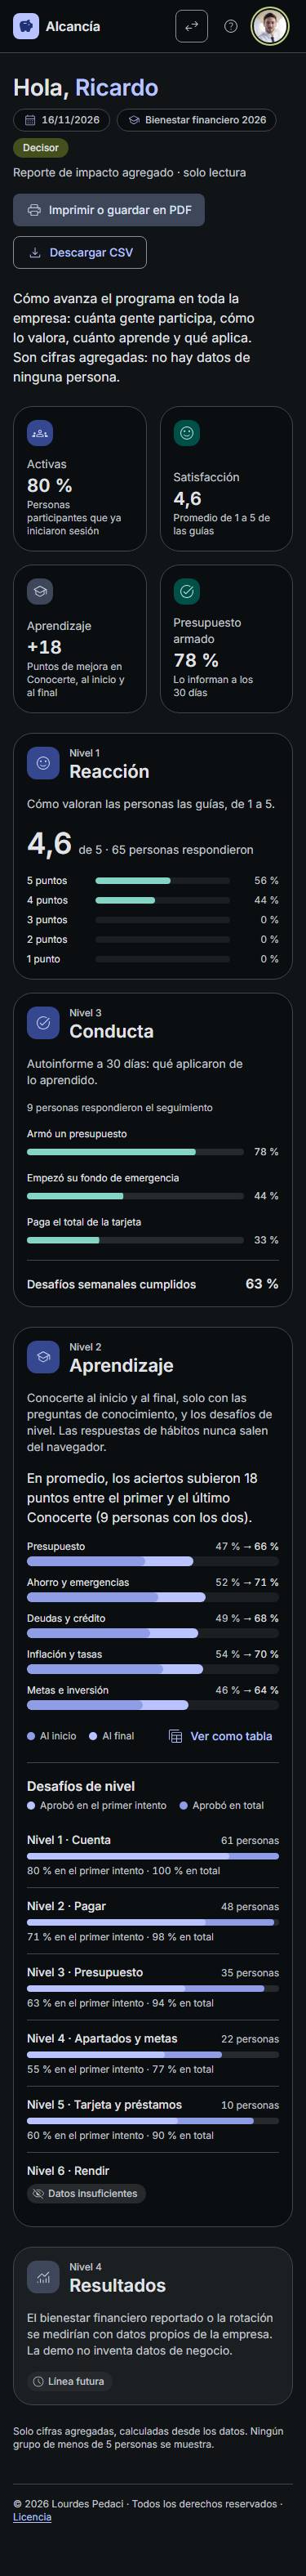 Alcancía
Hola, Ricardo
16/11/2026
Bienestar financiero 2026
Decisor
Reporte de impacto agregado · solo lectura
Imprimir o guardar en PDF
Descargar CSV
Cómo avanza el programa en toda la
empresa: cuánta gente participa, cómo
lo valora, cuánto aprende y qué aplica.
Son cifras agregadas: no hay datos de
ninguna persona.
Activas
80 %
Personas
participantes que ya
iniciaron sesión
Satisfacción
4,6
Promedio de 1 a 5 de
las guías
Aprendizaje
+18
Puntos de mejora en
Conocerte, al inicio y
al final
Presupuesto
armado
78 %
Lo informan a los
30 días
Nivel 1
Reacción
Cómo valoran las personas las guías, de 1 a 5.
4,6 de 5 · 65 personas respondieron
5 puntos 56 %
4 puntos 44 %
3 puntos 0 %
2 puntos 0 %
1 punto 0 %
Nivel 3
Conducta
Autoinforme a 30 días: qué aplicaron de
lo aprendido.
9 personas respondieron el seguimiento
Armó un presupuesto
78 %
Empezó su fondo de emergencia
44 %
Paga el total de la tarjeta
33 %
Desafíos semanales cumplidos 63 %
Nivel 2
Aprendizaje
Conocerte al inicio y al final, solo con las
preguntas de conocimiento, y los desafíos de
nivel. Las respuestas de hábitos nunca salen
del navegador.
En promedio, los aciertos subieron 18
puntos entre el primer y el último
Conocerte (9 personas con los dos).
Presupuesto 47 % → 66 %
Ahorro y emergencias 52 % → 71 %
Deudas y crédito 49 % → 68 %
Inflación y tasas 54 % → 70 %
Metas e inversión 46 % → 64 %
Al inicio Al final Ver como tabla
Desafíos de nivel
Aprobó en el primer intento Aprobó en total
Nivel 1 · Cuenta 61 personas
80 % en el primer intento · 100 % en total
Nivel 2 · Pagar 48 personas
71 % en el primer intento · 98 % en total
Nivel 3 · Presupuesto 35 personas
63 % en el primer intento · 94 % en total
Nivel 4 · Apartados y metas 22 personas
55 % en el primer intento · 77 % en total
Nivel 5 · Tarjeta y préstamos 10 personas
60 % en el primer intento · 90 % en total
Nivel 6 · Rendir
Datos insuficientes
Nivel 4
Resultados
El bienestar financiero reportado o la rotación
se medirían con datos propios de la empresa.
La demo no inventa datos de negocio.
Línea futura
Solo cifras agregadas, calculadas desde los datos. Ningún
grupo de menos de 5 personas se muestra.
© 2026 Lourdes Pedaci · Todos los derechos reservados ·
Licencia